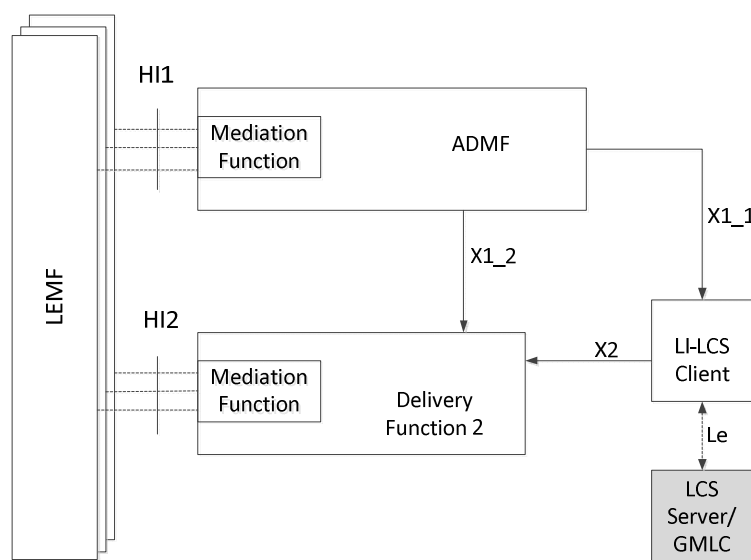 HI1
Mediation
Function
ADMF
X1_1
X1_2
LEMF
HI2
Mediation
Function
Delivery
Function 2
X2
LI-LCS
Client
Le
LCS
Server/
GMLC